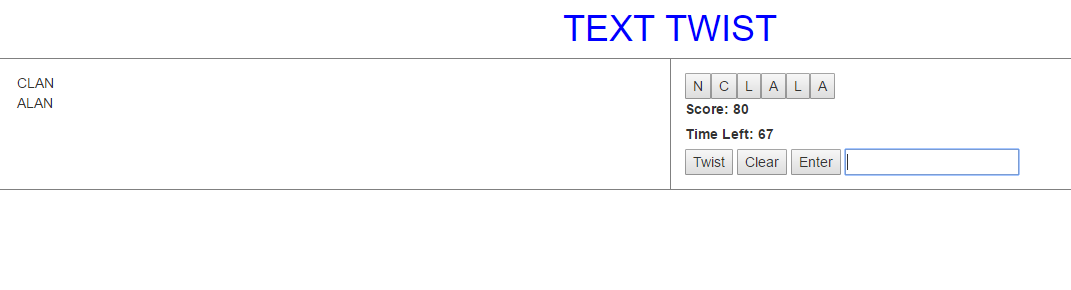 TEXT TWIST
CLAN
ALAN
N C L A L A
Score: 80
Time Left: 67
Twist Clear Enter